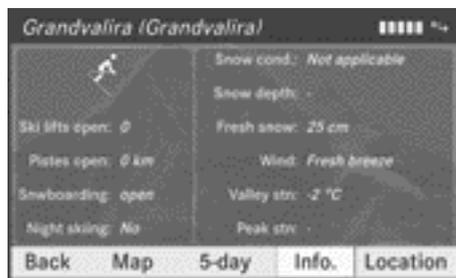 Grandvalira (Grandvalira)
Snow cond.: Not applicable
Snow depth: -
Ski lifts open: 0
Fresh snow: 25 cm
Pistes open: 0 km
Wind: Fresh breeze
Snwboarding: open
Valley stn: -2 °C
Night skiing: No
Peak stn: -
Back Map 5-day Info. Location